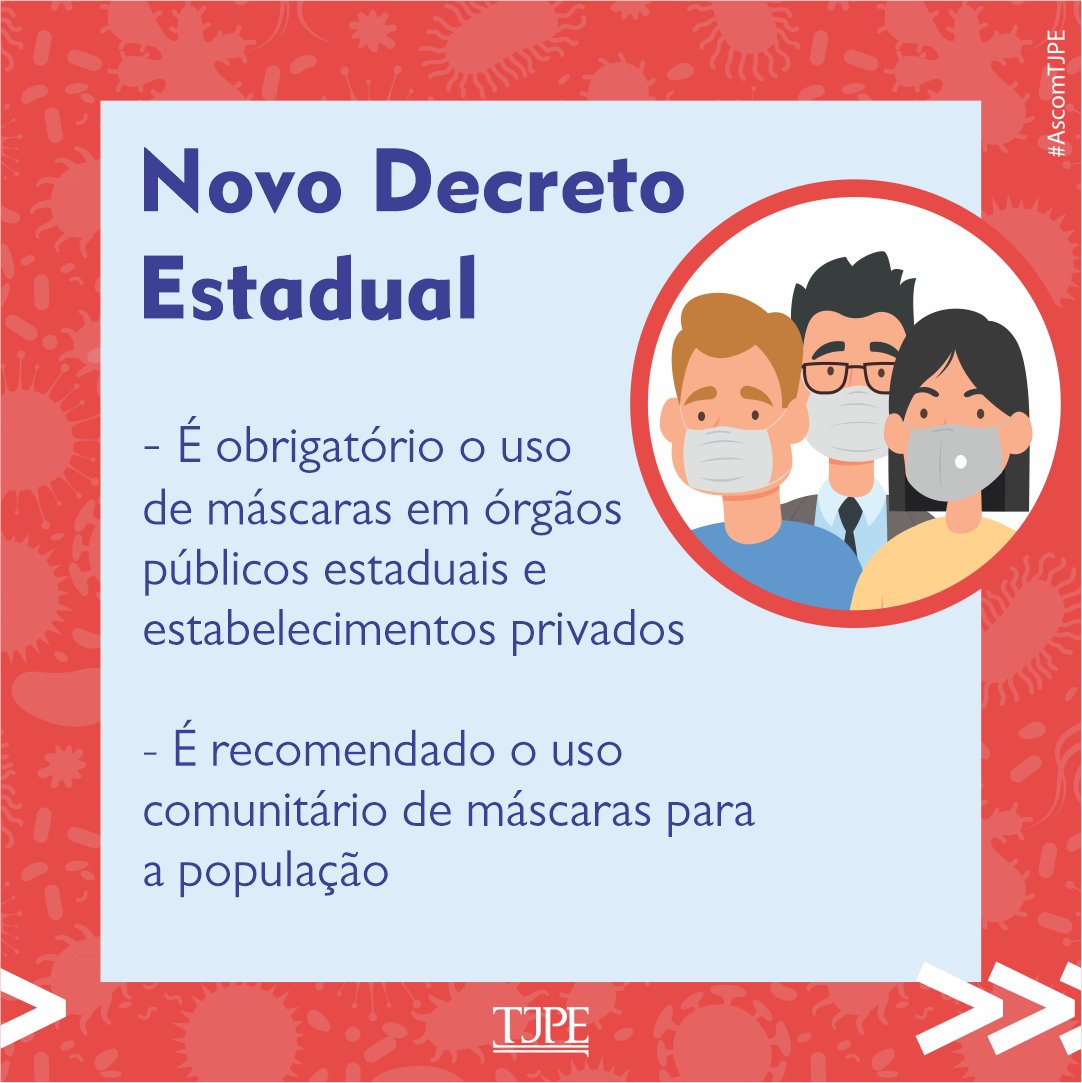 #AscomTJPE
Novo Decreto
Estadual
- É obrigatório o uso
de máscaras em órgãos
públicos estaduais e
estabelecimentos privados
- É recomendado o uso
comunitário de máscaras para
a população
TJPE